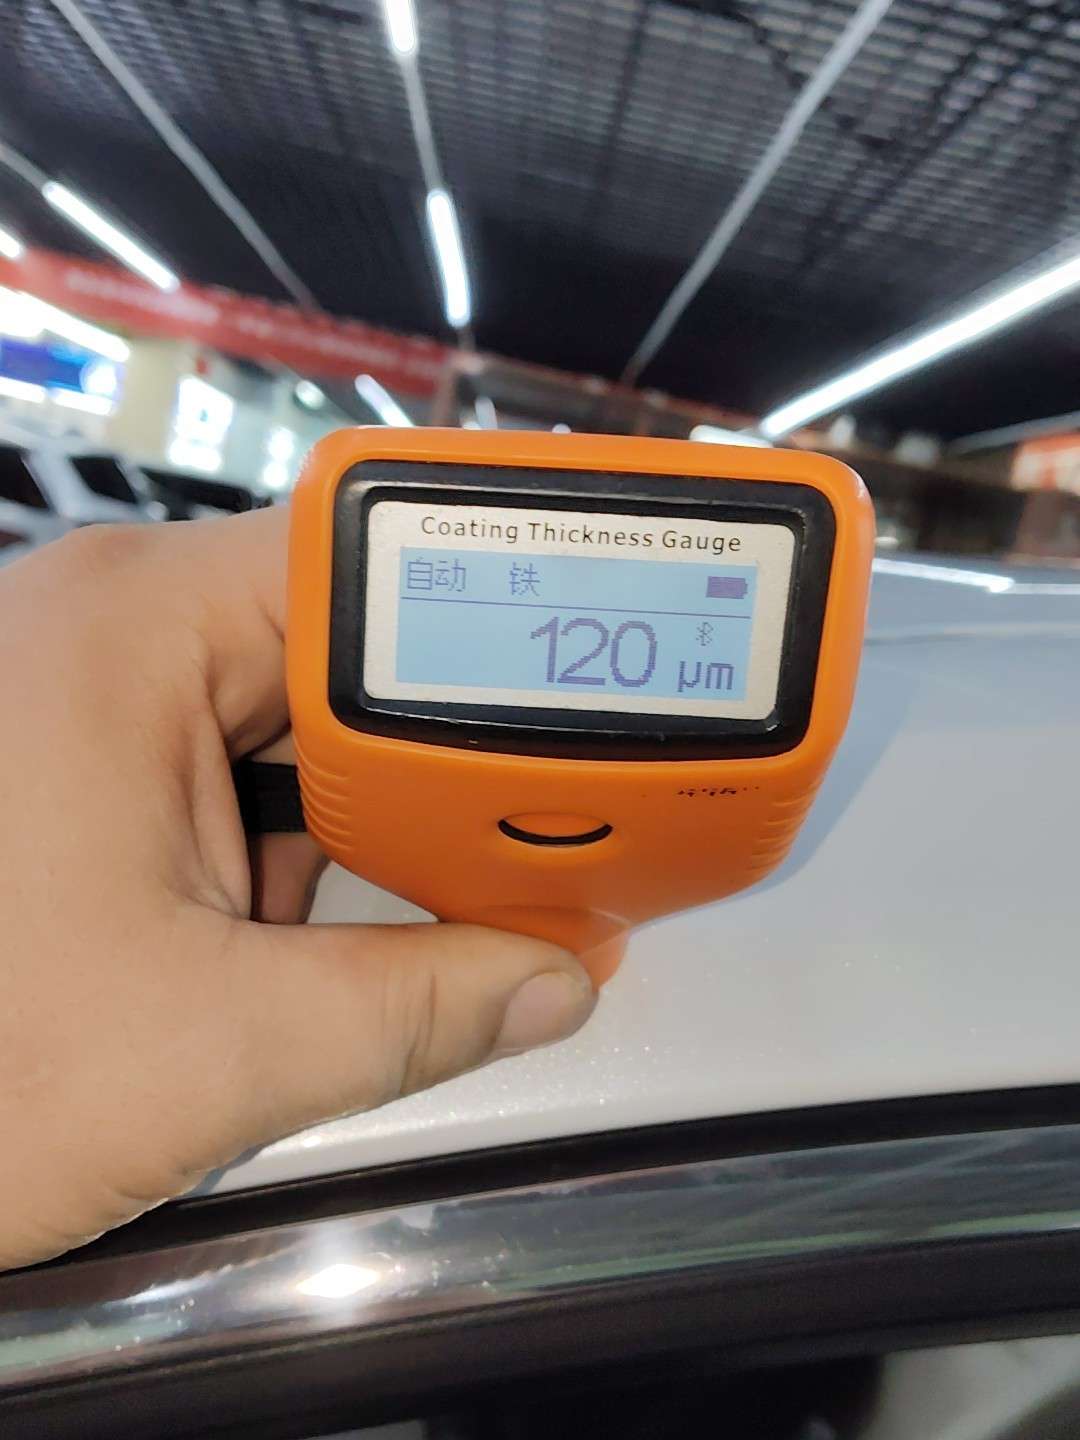 Coating Thickness Gauge
自动 铁
120 μm